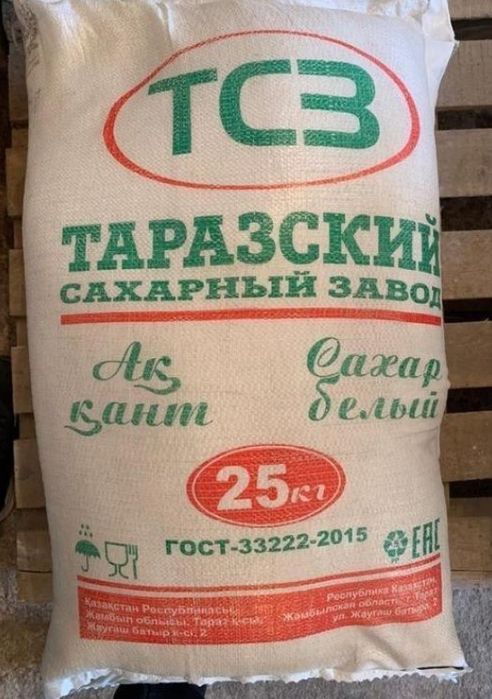 ТСЗ
ТАРАЗСКИЙ
САХАРНЫЙ ЗАВОД
Ақ
қант
Сахар
белый
25кг
ГОСТ-33222-2015
EAC
Қазақстан Республикасы,
Жамбыл облысы, Тараз қ-сы,
Жауғаш батыр к-сі, 2
Республика Казахстан,
Жамбылская область, г. Тараз
ул. Жаугаш батыра, 2